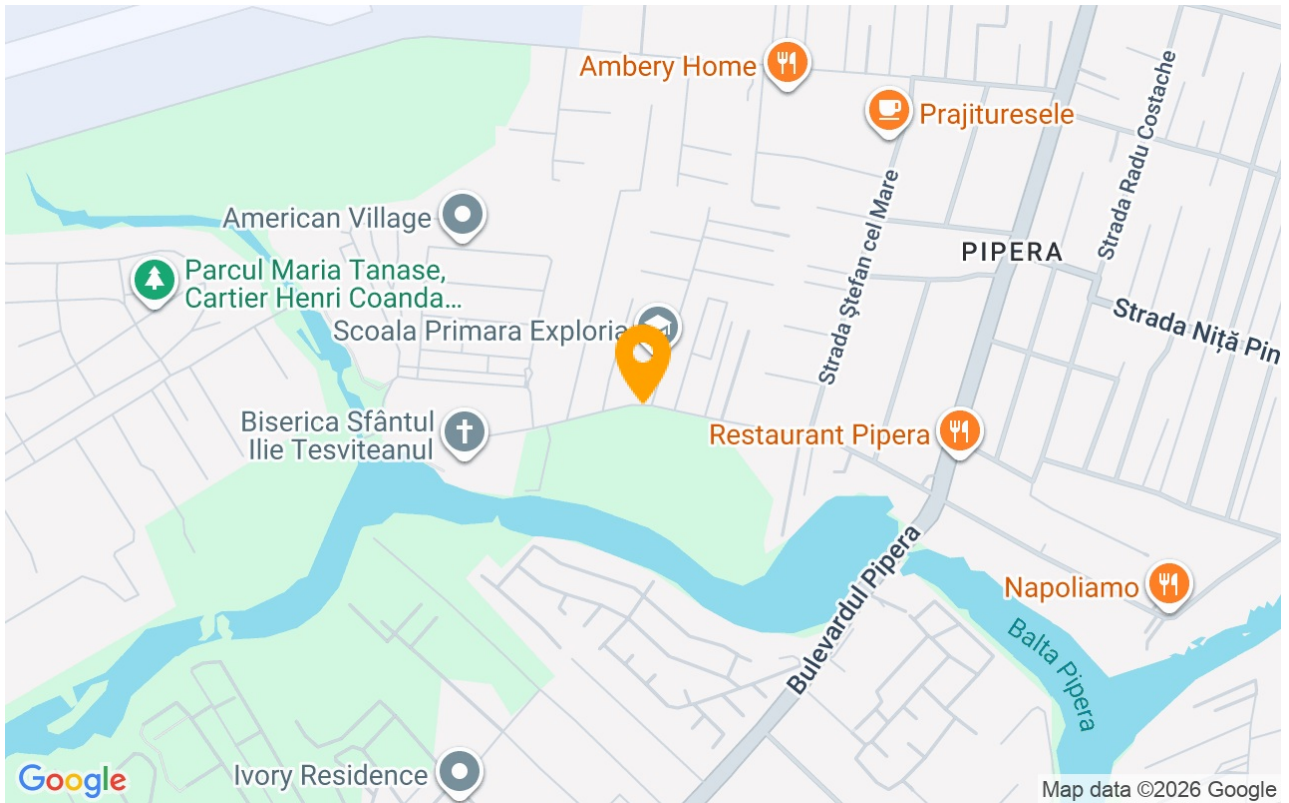 Ambery Home
Prajituresele
Strada Radu Costache
American Village
Strada Ștefan cel Mare
PIPERA
Parcul Maria Tanase,
Cartier Henri Coanda...
Strada Niță Pin
Scoala Primara Exploria
Biserica Sfântul
Ilie Tesviteanul
Restaurant Pipera
Bulevardul Pipera
Napoliamo
Balta Pipera
Ivory Residence
Google
Map data ©2026 Google